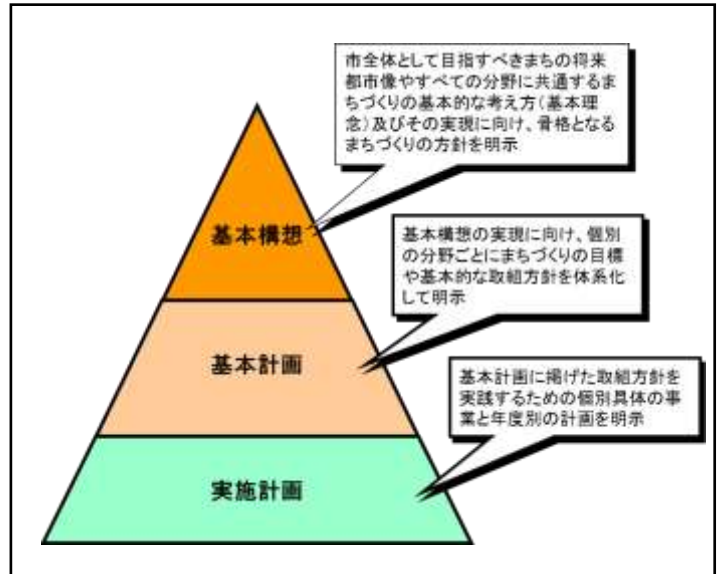 市全体として目指すべきまちの将来
都市像やすべての分野に共通するま
ちづくりの基本的な考え方(基本理
念)及びその実現に向け、骨格となる
まちづくりの方針を明示
基本構想
基本構想の実現に向け、個別
の分野ごとにまちづくりの目標
や基本的な取組方針を体系化
して明示
基本計画
基本計画に掲げた取組方針を
実践するための個別具体の事
業と年度別の計画を明示
実施計画